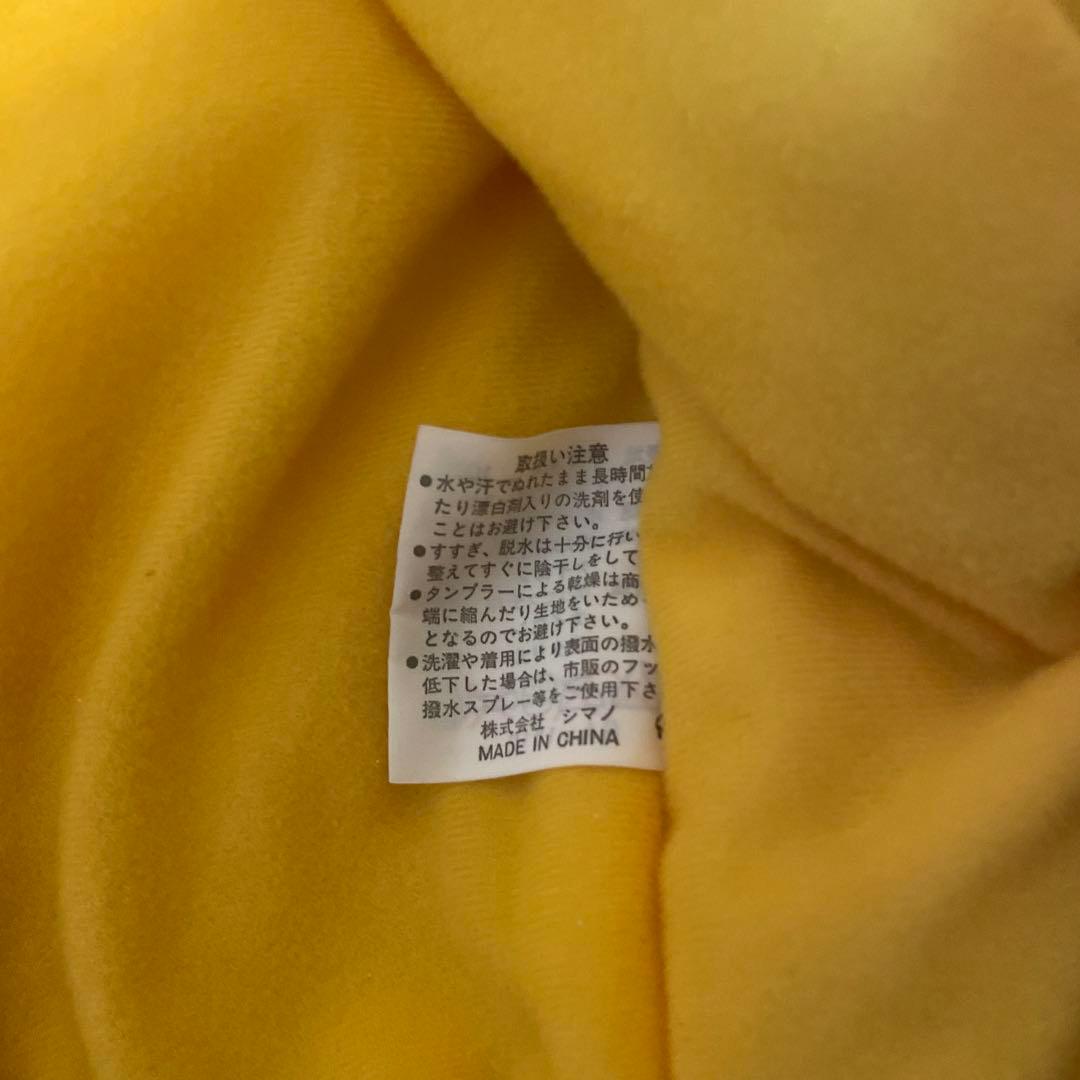 取扱い注意
●水や汗でぬれたまま長時間
たり漂白剤入りの洗剤を使
ことはお避け下さい。
●すすぎ、脱水は十分に行い
整えてすぐに陰干しをして
●タンブラーによる乾燥は商
端に縮んだり生地をいため
となるのでお避け下さい。
●洗濯や着用により表面の撥水
低下した場合は、市販のフッ
撥水スプレー等をご使用下さ
株式会社 シマノ
MADE IN CHINA